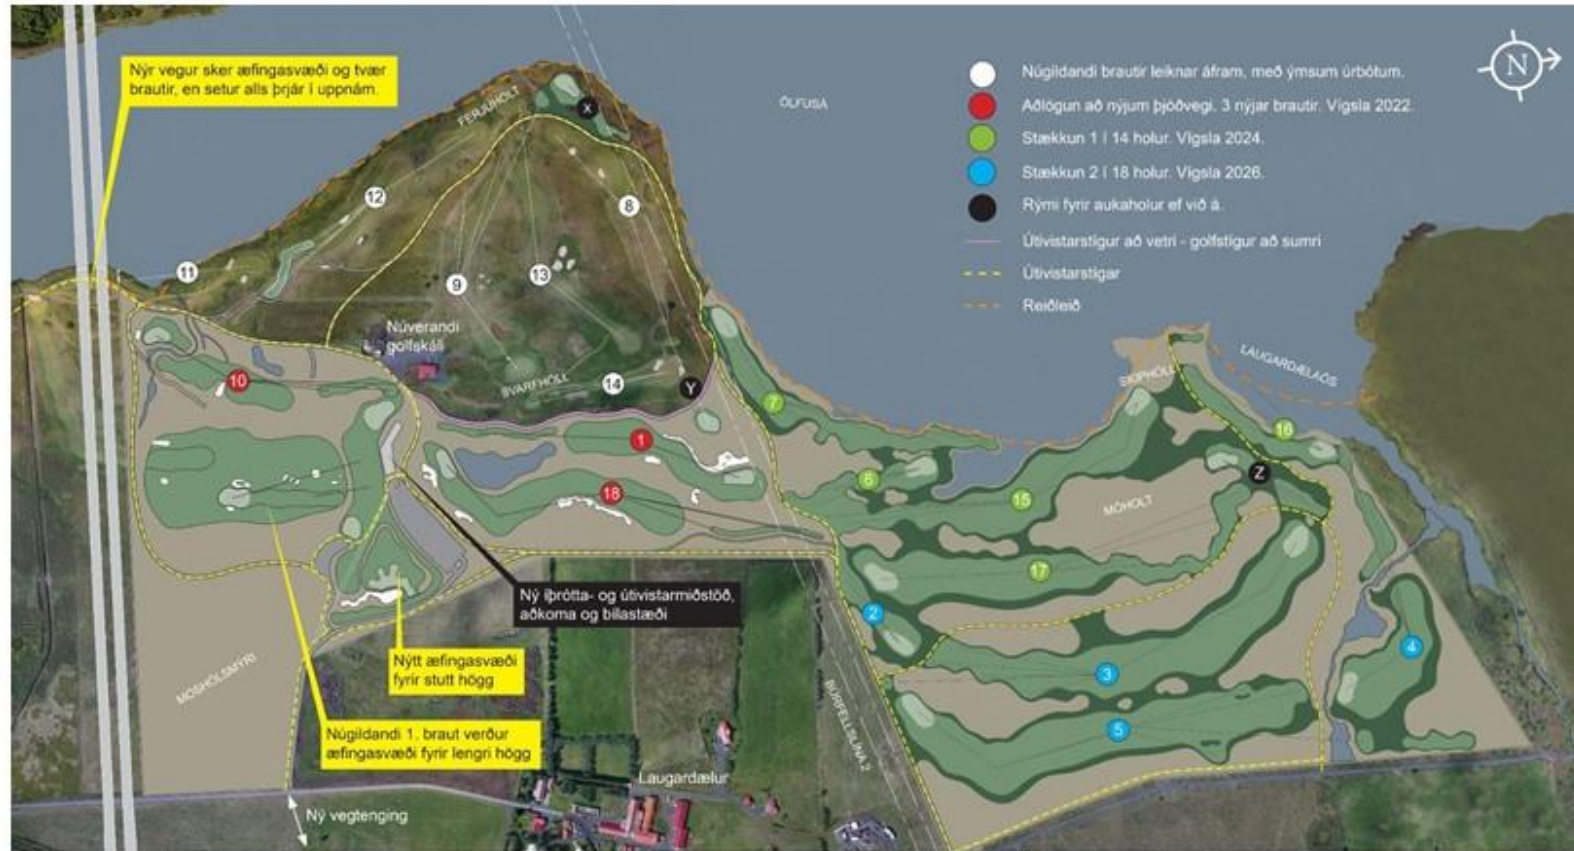 Nýr vegur sker æfingasvæði og tvær
brautir, en setur alls þrjár í uppnám.
FERJUHOLT
X
ÖLFUSÁ
Núgildandi brautir leiknar áfram, með ýmsum úrbótum.
Aðlögun að nýjum þjóðvegi. 3 nýjar brautir. Vígsla 2022.
Stækkun 1 í 14 holur. Vígsla 2024.
Stækkun 2 í 18 holur. Vígsla 2026.
Rými fyrir aukaholur ef við á.
Útivistarstígur að vetri - golfstígur að sumri
Útivistarstígar
Reiðleið
N
12
8
11
9
13
Núverandi
golfskáli
SVARFHÓLL
14
Y
10
1
18
7
6
15
SIÓPHÓLL
LAUGARDÆLAÓS
16
Z
MÓHOLT
17
2
3
4
5
Ný íþrótta- og útivistarmiðstöð,
aðkoma og bílastæði
Nýtt æfingasvæði
fyrir stutt högg
MOSHÓLSMÝRI
Núgildandi 1. braut verður
æfingasvæði fyrir lengri högg
BÚRFELLSLÍNA 2
Laugardælur
Ný vegtenging